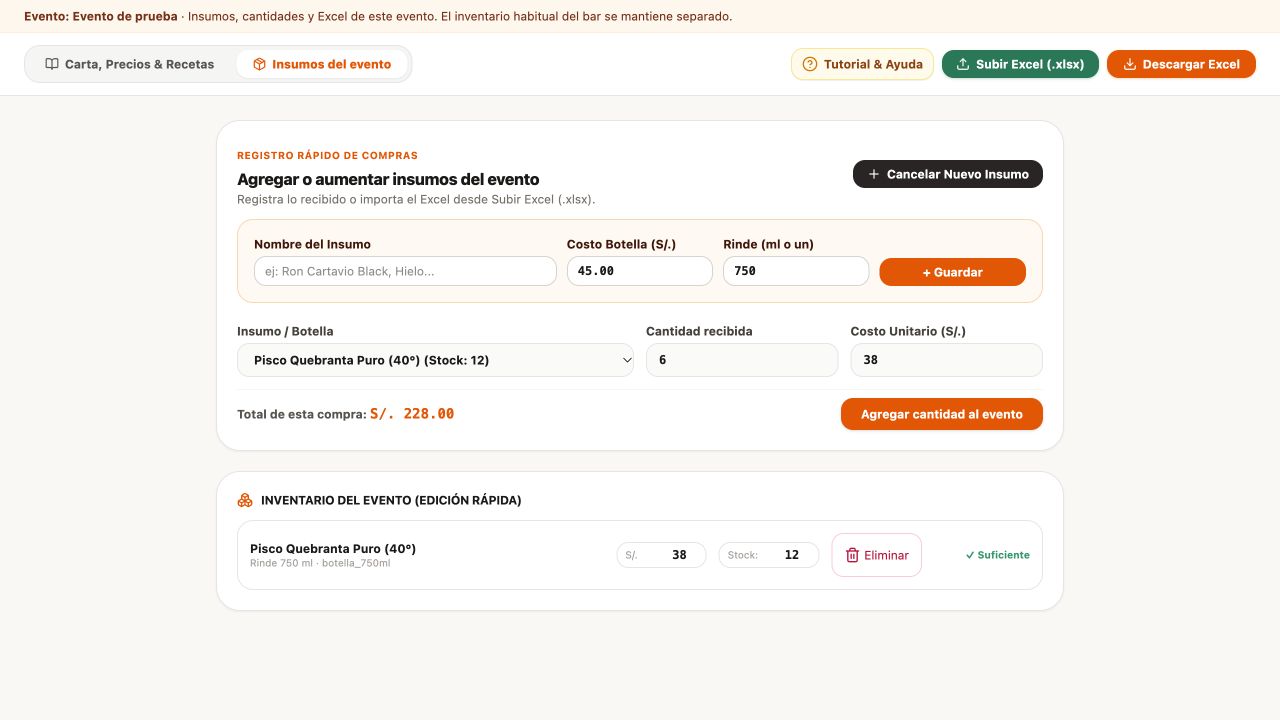 Evento: Evento de prueba · Insumos, cantidades y Excel de este evento. El inventario habitual del bar se mantiene separado.
Carta, Precios & Recetas
Insumos del evento
Tutorial & Ayuda
Subir Excel (.xlsx)
Descargar Excel
REGISTRO RÁPIDO DE COMPRAS
Agregar o aumentar insumos del evento
Registra lo recibido o importa el Excel desde Subir Excel (.xlsx).
Cancelar Nuevo Insumo
Nombre del Insumo
Costo Botella (S/.)
Rinde (ml o un)
ej: Ron Cartavio Black, Hielo...
45.00
750
+ Guardar
Insumo / Botella
Cantidad recibida
Costo Unitario (S/.)
Pisco Quebranta Puro (40°) (Stock: 12)
6
38
Total de esta compra: S/. 228.00
Agregar cantidad al evento
INVENTARIO DEL EVENTO (EDICIÓN RÁPIDA)
Pisco Quebranta Puro (40°)
Rinde 750 ml · botella_750ml
S/. 38
Stock: 12
Eliminar
✓ Suficiente